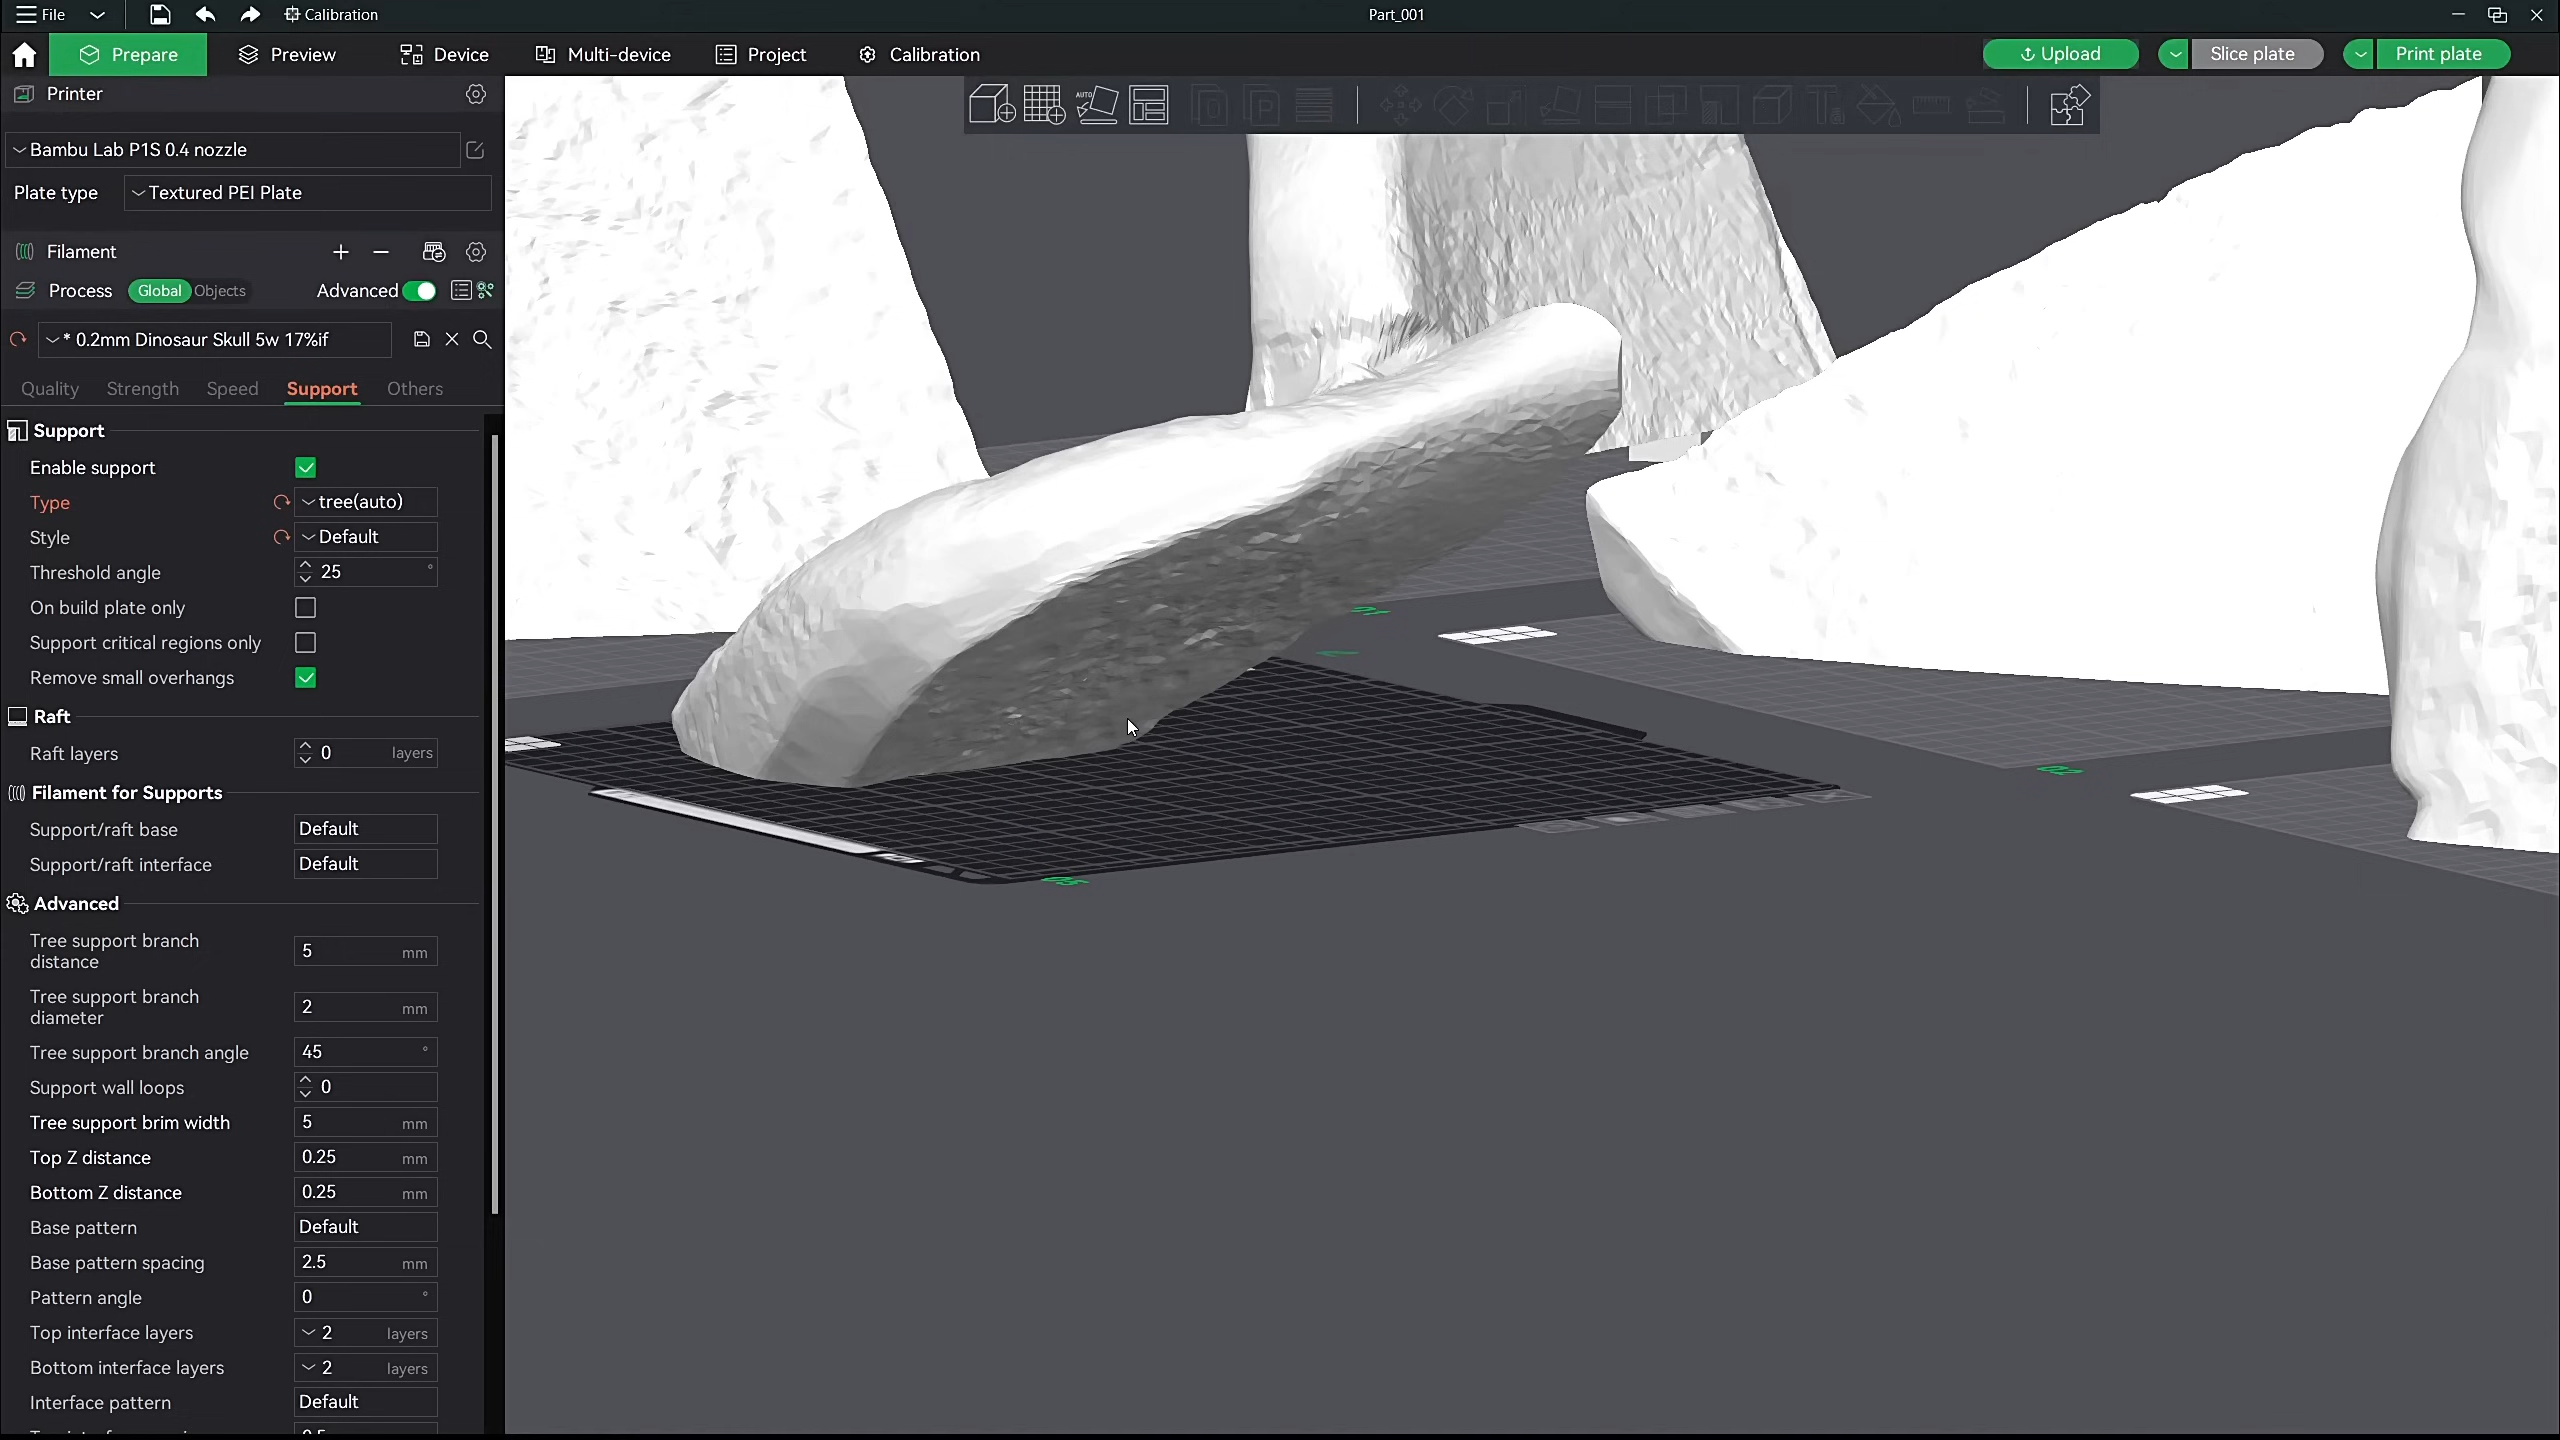 File Calibration Part_001
Prepare Preview Device Multi-device Project Calibration Upload Slice plate Print plate
Printer
Bambu Lab P1S 0.4 nozzle
Plate type Textured PEI Plate
Filament
Process Global Objects Advanced
* 0.2mm Dinosaur Skull 5w 17%if
Quality Strength Speed Support Others
Support
Enable support
Type tree(auto)
Style Default
Threshold angle 25 °
On build plate only
Support critical regions only
Remove small overhangs
Raft
Raft layers 0 layers
Filament for Supports
Support/raft base Default
Support/raft interface Default
Advanced
Tree support branch
distance 5 mm
Tree support branch
diameter 2 mm
Tree support branch angle 45 °
Support wall loops 0
Tree support brim width 5 mm
Top Z distance 0.25 mm
Bottom Z distance 0.25 mm
Base pattern Default
Base pattern spacing 2.5 mm
Pattern angle 0 °
Top interface layers 2 layers
Bottom interface layers 2 layers
Interface pattern Default
AUTO